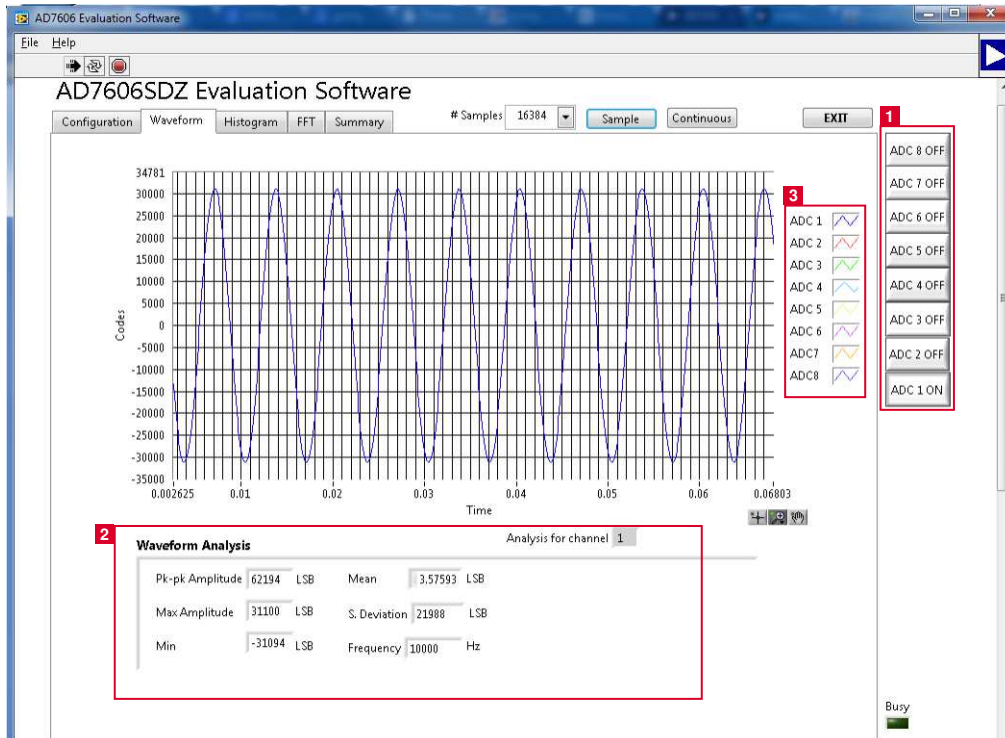 AD7606 Evaluation Software
File Help
AD7606SDZ Evaluation Software
Configuration Waveform Histogram FFT Summary # Samples 16384 Sample Continuous EXIT
1
ADC 8 OFF
ADC 7 OFF
ADC 6 OFF
ADC 5 OFF
ADC 4 OFF
ADC 3 OFF
ADC 2 OFF
ADC 1 ON
3
ADC 1
ADC 2
ADC 3
ADC 4
ADC 5
ADC 6
ADC7
ADC8
Codes
34781
30000
25000
20000
15000
10000
5000
0
-5000
-10000
-15000
-20000
-25000
-30000
-35000
0.002625 0.01 0.02 0.03 0.04 0.05 0.06 0.06803
Time
2
Waveform Analysis
Analysis for channel 1
Pk-pk Amplitude 62194 LSB Mean 3.57593 LSB
Max Amplitude 31100 LSB S. Deviation 21988 LSB
Min -31094 LSB Frequency 10000 Hz
Busy